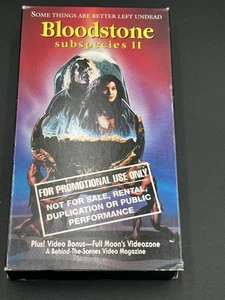 SOME THINGS ARE BETTER LEFT UNDEAD
Bloodstone
subspecies II
FOR PROMOTIONAL USE ONLY
NOT FOR SALE, RENTAL,
DUPLICATION OR PUBLIC
PERFORMANCE
Plus! Video Bonus—Full Moon's Videozone
A Behind-The-Scenes Video Magazine